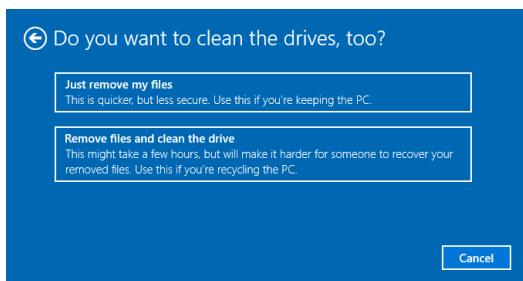 Do you want to clean the drives, too?
Just remove my files
This is quicker, but less secure. Use this if you're keeping the PC.
Remove files and clean the drive
This might take a few hours, but will make it harder for someone to recover your
removed files. Use this if you're recycling the PC.
Cancel